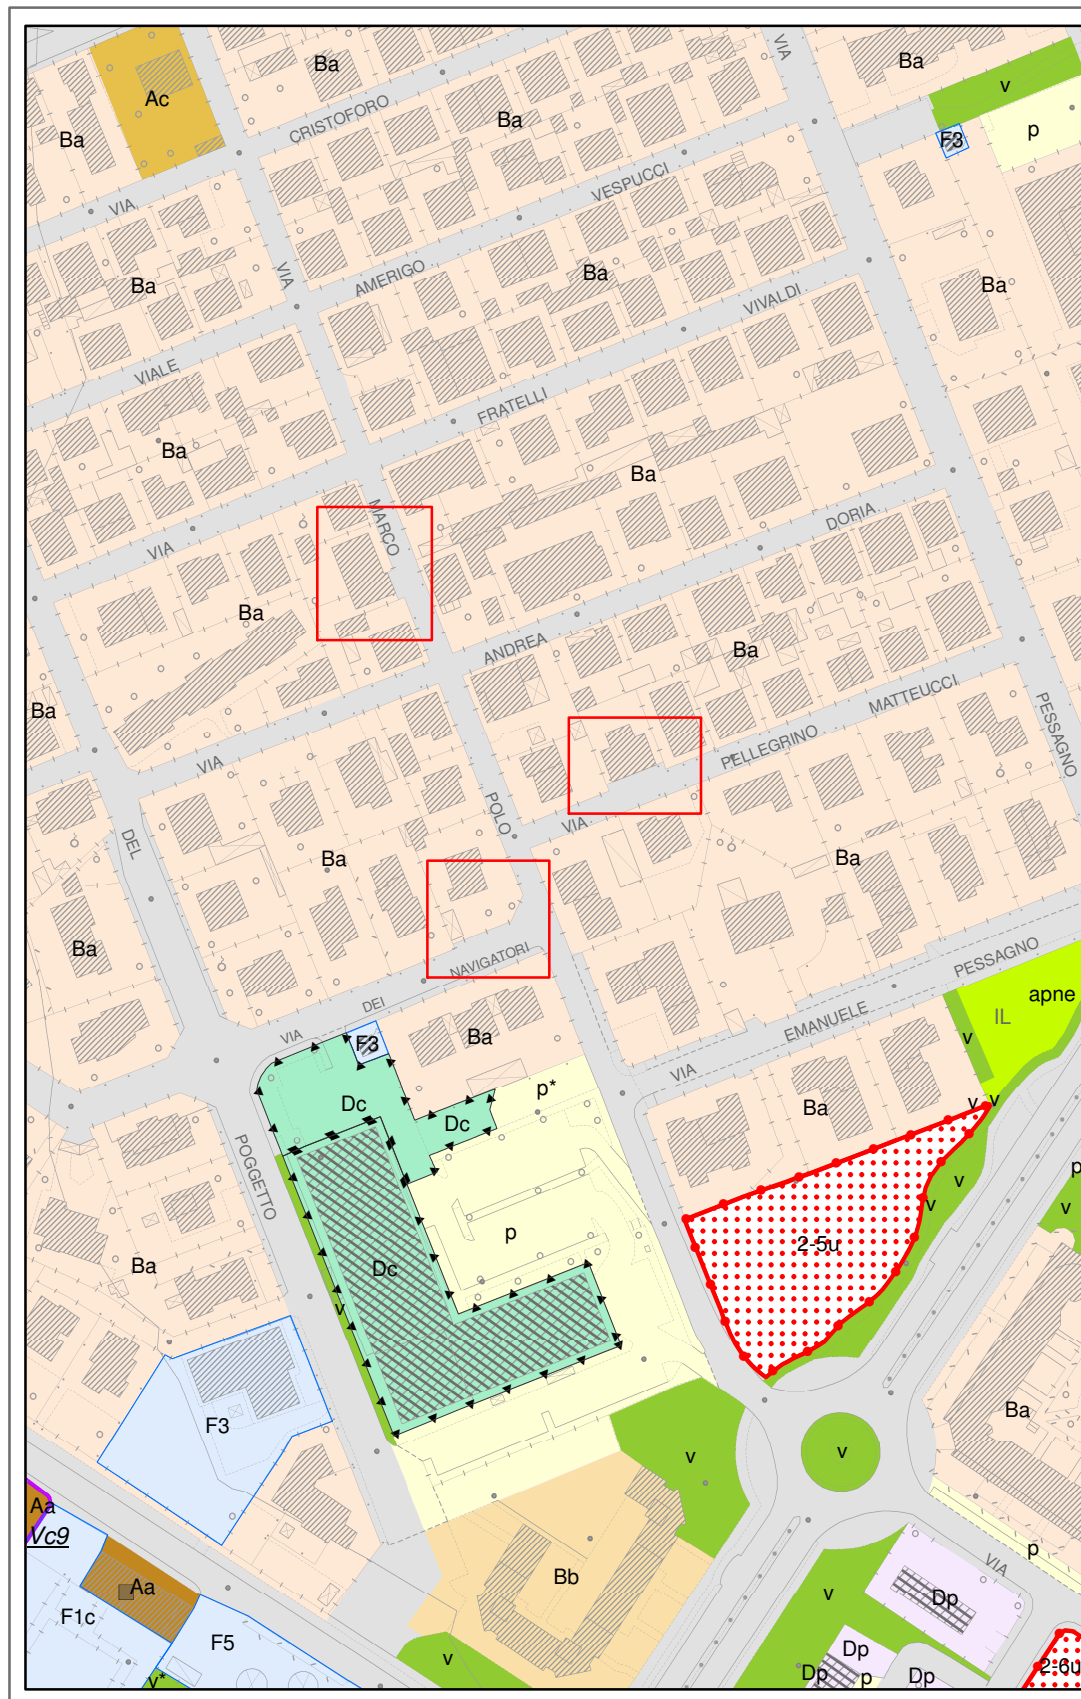 Ba
VIA
Ba
v
Ac
CRISTOFORO
Ba
p
Ba
F3
VIA
VESPUCCI
VIA
AMERIGO
Ba
Ba
Ba
VIVALDI
VIALE
FRATELLI
Ba
Ba
MARCO
DORIA
VIA
Ba
ANDREA
Ba
MATTEUCCI
Ba
PESSAGNO
PELLEGRINO
VIA
POLO
VIA
DEL
Ba
Ba
Ba
NAVIGATORI
PESSAGNO
apne
DEI
IL
EMANUELE
VIA
Ba
v
F3
VIA
p*
v
v
Dc
Ba
Dc
POGGETTO
p
v
v
v
p
2-5u
Ba
Dc
v
Ba
F3
v
v
Aa
Vc9
p
VIA
Aa
Bb
v
Dp
F1c
F5
v
Dp
v*
Dp
p
Dp
2-6u